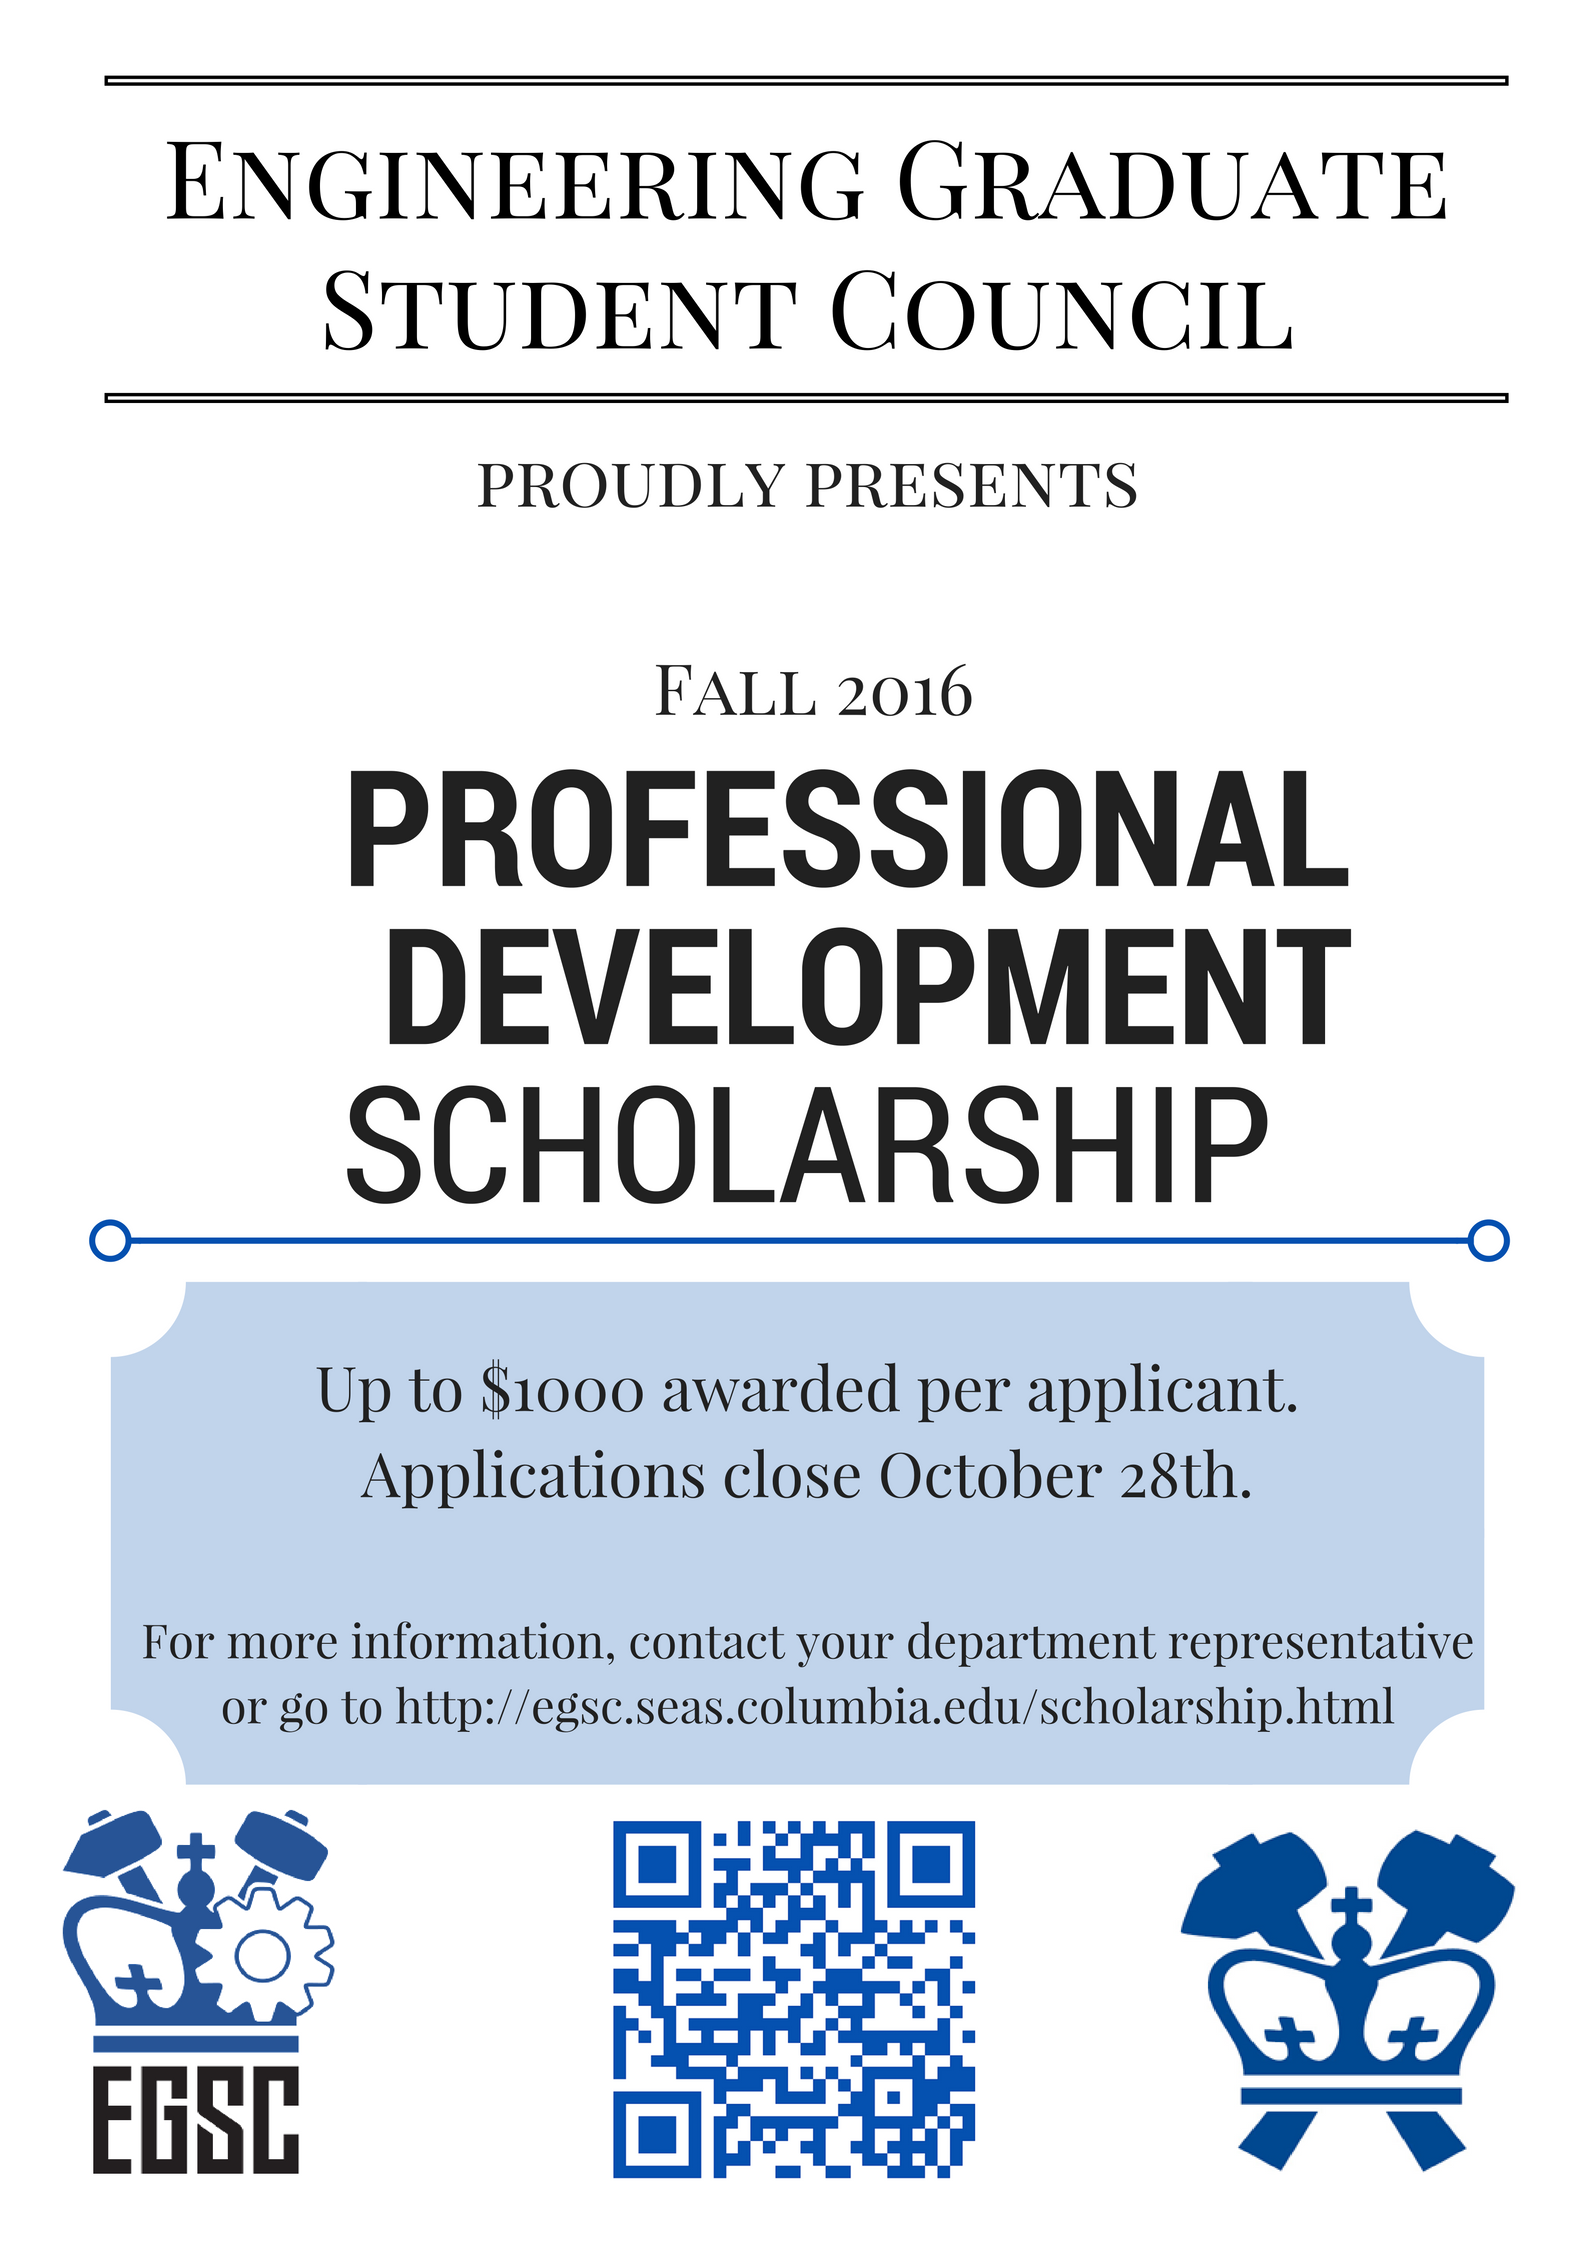 Engineering Graduate
Student Council
proudly presents
Fall 2016
PROFESSIONAL
DEVELOPMENT
SCHOLARSHIP
Up to $1000 awarded per applicant.
Applications close October 28th.
For more information, contact your department representative
or go to http://egsc.seas.columbia.edu/scholarship.html
EGSC